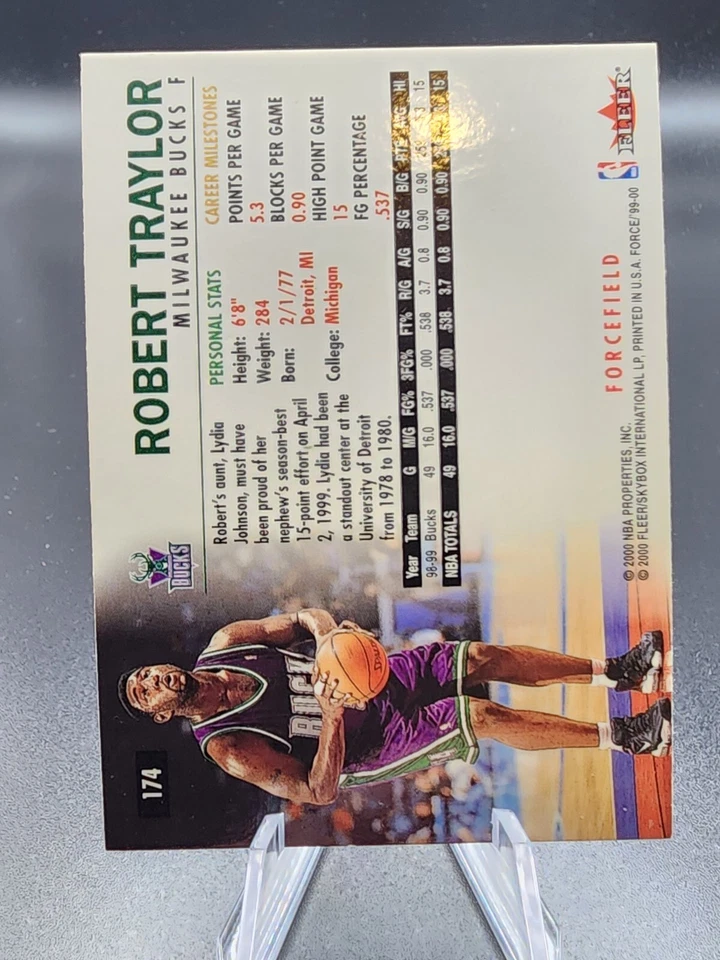 174
BUCKS
ROBERT TRAYLOR
MILWAUKEE BUCKS F
Robert's aunt, Lydia
Johnson, must have
been proud of her
nephew's season-best
15-point effort on April
2, 1999. Lydia had been
a standout center at the
University of Detroit
from 1978 to 1980.
PERSONAL STATS
Height: 6'8"
Weight: 284
Born:
2/1/77
Detroit, MI
College: Michigan
CAREER MILESTONES
POINTS PER GAME
5.3
BLOCKS PER GAME
0.90
HIGH POINT GAME
15
FG PERCENTAGE
.537
Year Team G M/G FG% 3FG% FT% R/G A/G S/G B/G HI
98-99 Bucks 49 16.0 .537 .000 .538 3.7 0.8 0.90 0.90 15
NBA TOTALS 49 16.0 .537 .000 .538 3.7 0.8 0.90 0.90 15
FORCEFIELD
© 2000 NBA PROPERTIES, INC.
© 2000 FLEER/SKYBOX INTERNATIONAL LP, PRINTED IN U.S.A. FORCE/'99-00
FLEER®